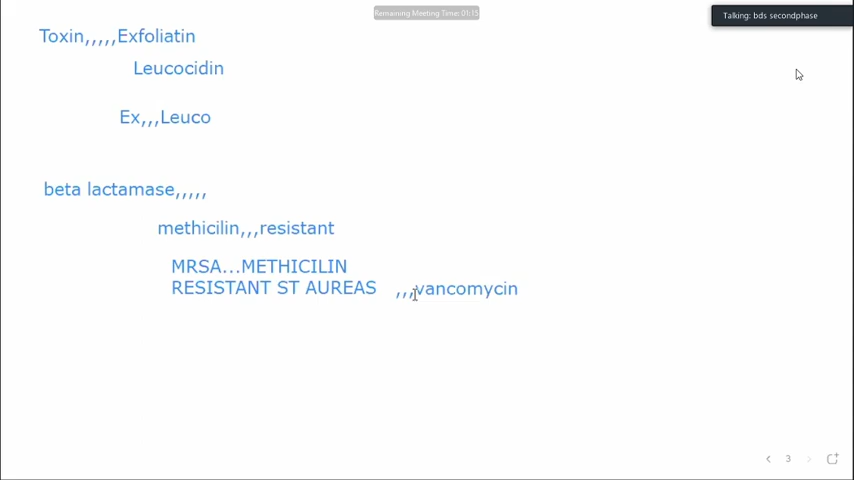 Remaining Meeting Time: 01:15
Talking: bds secondphase
Toxin,,,,,Exfoliatin
Leucocidin
Ex,,,Leuco
beta lactamase,,,,,
methicilin,,,resistant
MRSA...METHICILIN
RESISTANT ST AUREAS ,,,vancomycin
3